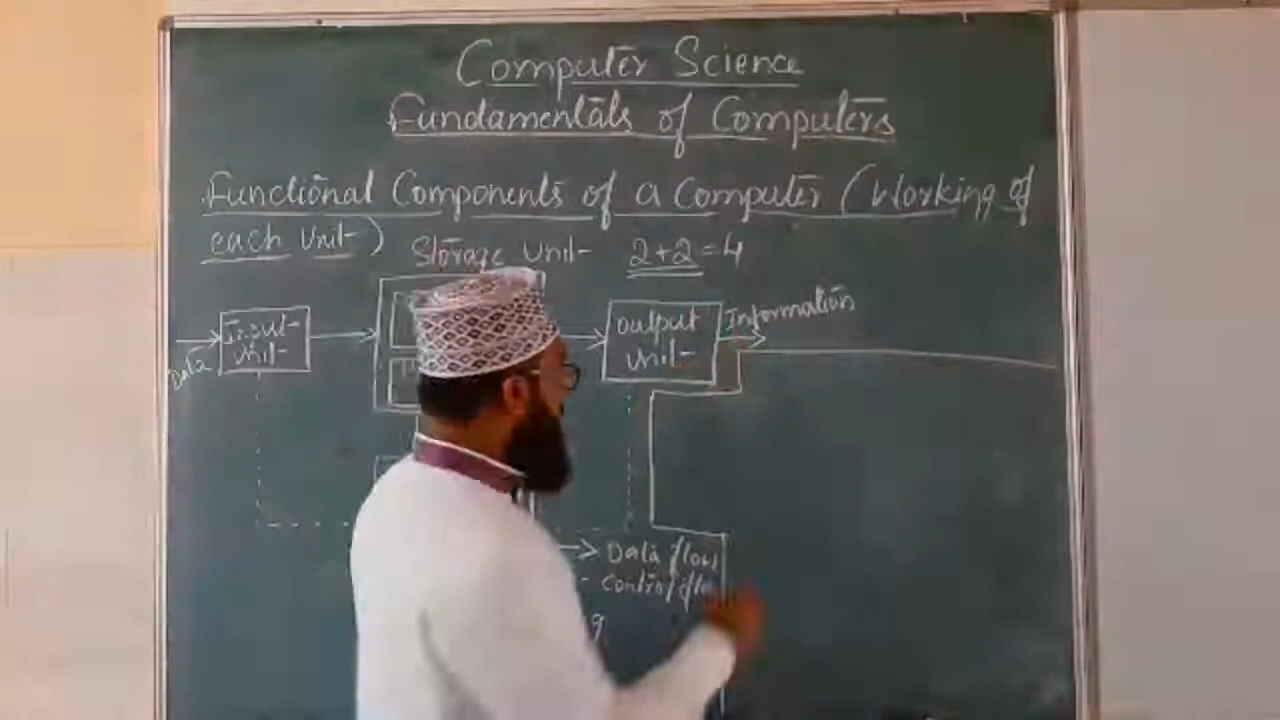 Computer Science
Fundamentals of Computers
Functional Components of a Computer (Working of
each Unit)
Storage Unit 2+2=4
Data
Input
Unit
output
unit
Information
Data flow
Control flow